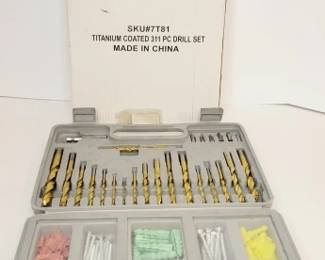 SKU#7T81
TITANIUM COATED 311 PC DRILL SET
MADE IN CHINA